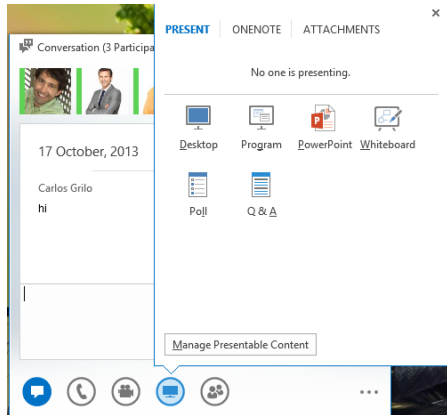 PRESENT ONENOTE ATTACHMENTS
Conversation (3 Participa
No one is presenting.
Desktop Program PowerPoint Whiteboard
17 October, 2013
Carlos Grilo
hi
Poll Q & A
Manage Presentable Content